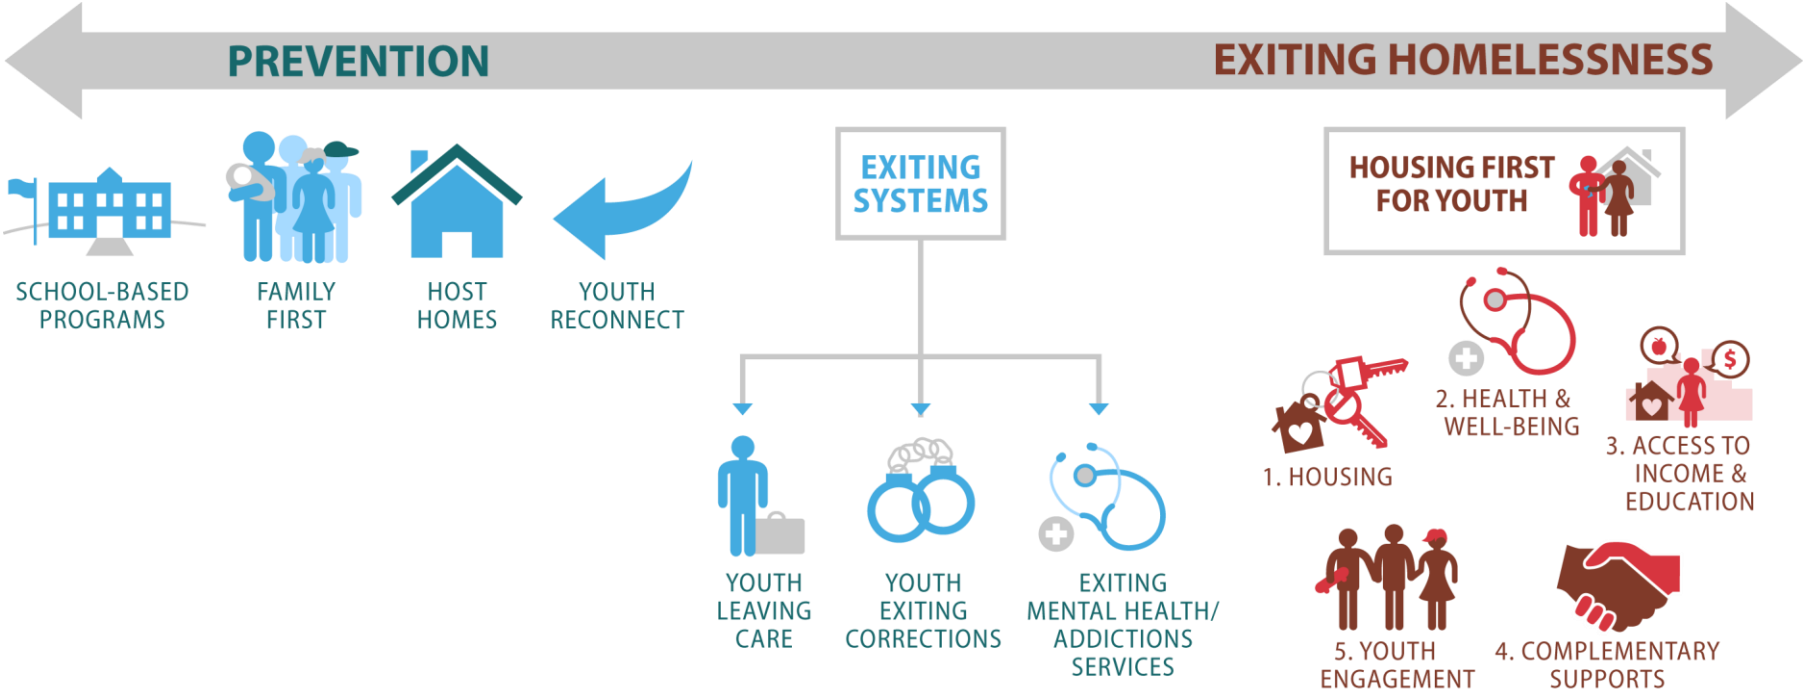 PREVENTION
EXITING HOMELESSNESS
SCHOOL-BASED
PROGRAMS
FAMILY
FIRST
HOST
HOMES
YOUTH
RECONNECT
EXITING
SYSTEMS
YOUTH
LEAVING
CARE
YOUTH
EXITING
CORRECTIONS
EXITING
MENTAL HEALTH/
ADDICTIONS
SERVICES
HOUSING FIRST
FOR YOUTH
1. HOUSING
2. HEALTH &
WELL-BEING
$
3. ACCESS TO
INCOME &
EDUCATION
4. COMPLEMENTARY
SUPPORTS
5. YOUTH
ENGAGEMENT